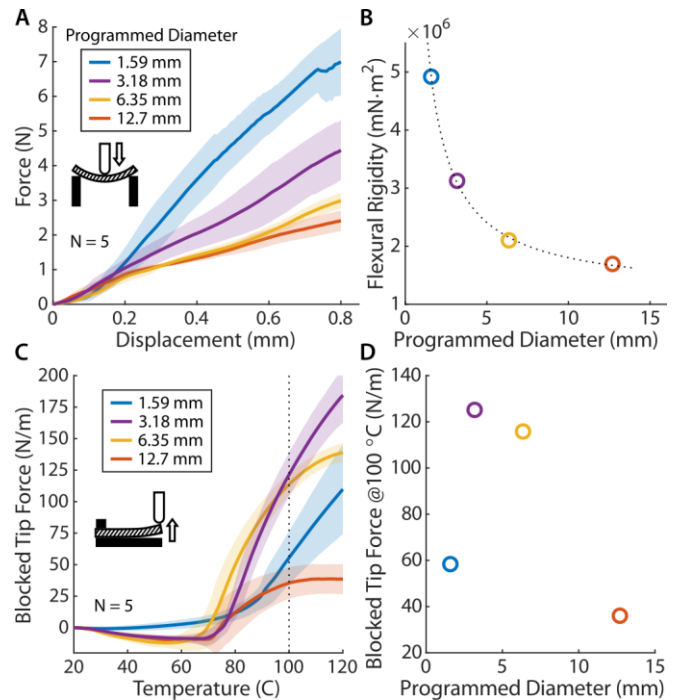 A
Programmed Diameter
1.59 mm
3.18 mm
6.35 mm
12.7 mm
N = 5
Force (N)
8
7
6
5
4
3
2
1
0
0
0.2
0.4
0.6
0.8
Displacement (mm)
B
× 10⁶
Flexural Rigidity (mN·m²)
5
4
3
2
1
0
5
10
15
Programmed Diameter (mm)
C
1.59 mm
3.18 mm
6.35 mm
12.7 mm
N = 5
Blocked Tip Force (N/m)
200
175
150
125
100
75
50
25
0
20
40
60
80
100
120
Temperature (C)
D
Blocked Tip Force @100 °C (N/m)
140
120
100
80
60
40
20
0
5
10
15
Programmed Diameter (mm)